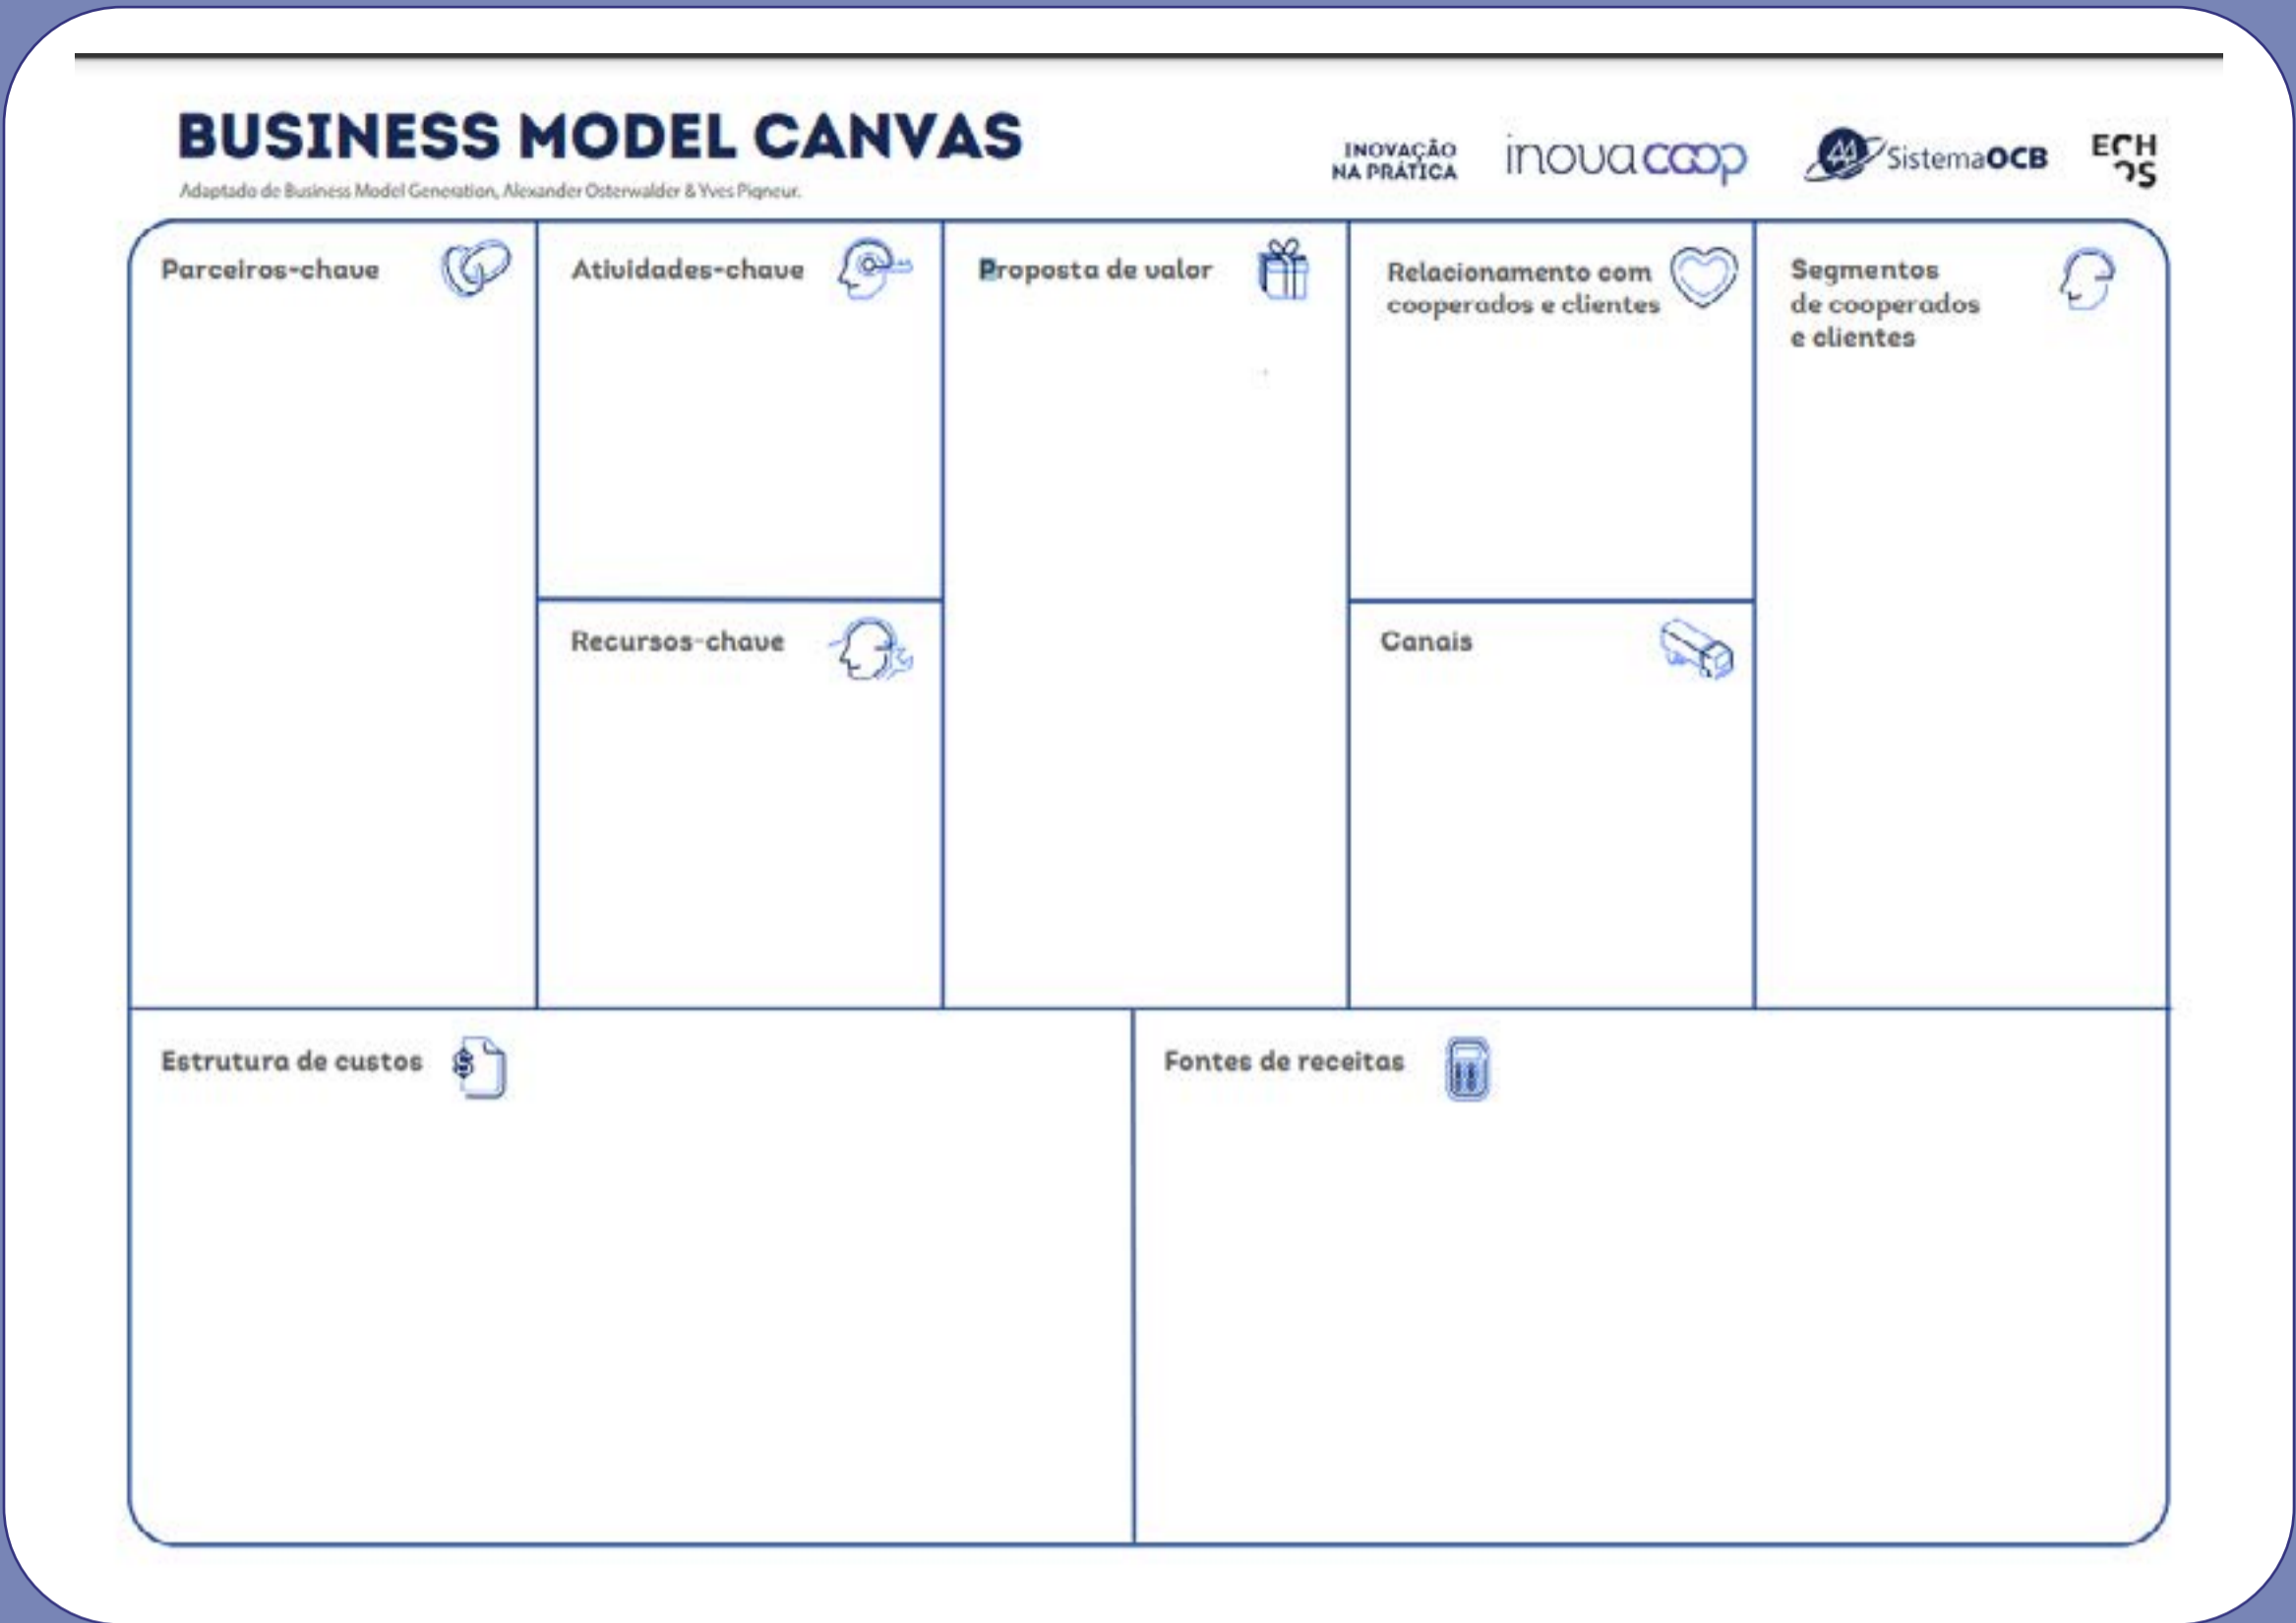 BUSINESS MODEL CANVAS
Adaptado de Business Model Generation, Alexander Osterwalder & Yves Pigneur.
INOVAÇÃO
NA PRÁTICA
inovacoop
SistemaOCB
ECH
OS
Parceiros-chave
Atividades-chave
Proposta de valor
Relacionamento com
cooperados e clientes
Segmentos
de cooperados
e clientes
Recursos-chave
Canais
Estrutura de custos
$
Fontes de receitas